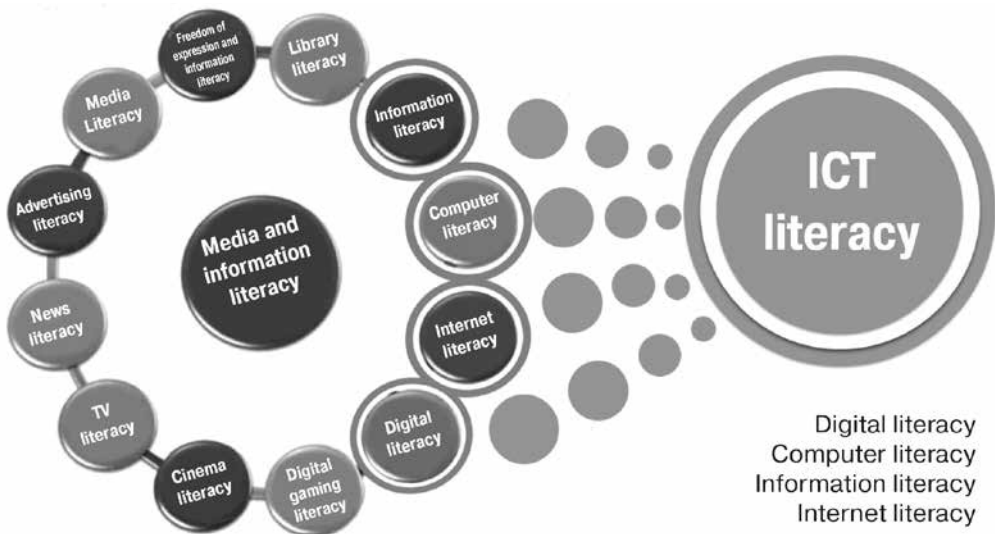 Freedom of
expression and
information
literacy
Library
literacy
Information
literacy
Computer
literacy
Internet
literacy
Digital
literacy
Digital
gaming
literacy
Cinema
literacy
TV
literacy
News
literacy
Advertising
literacy
Media
Literacy
Media and
information
literacy
ICT
literacy
Digital literacy
Computer literacy
Information literacy
Internet literacy